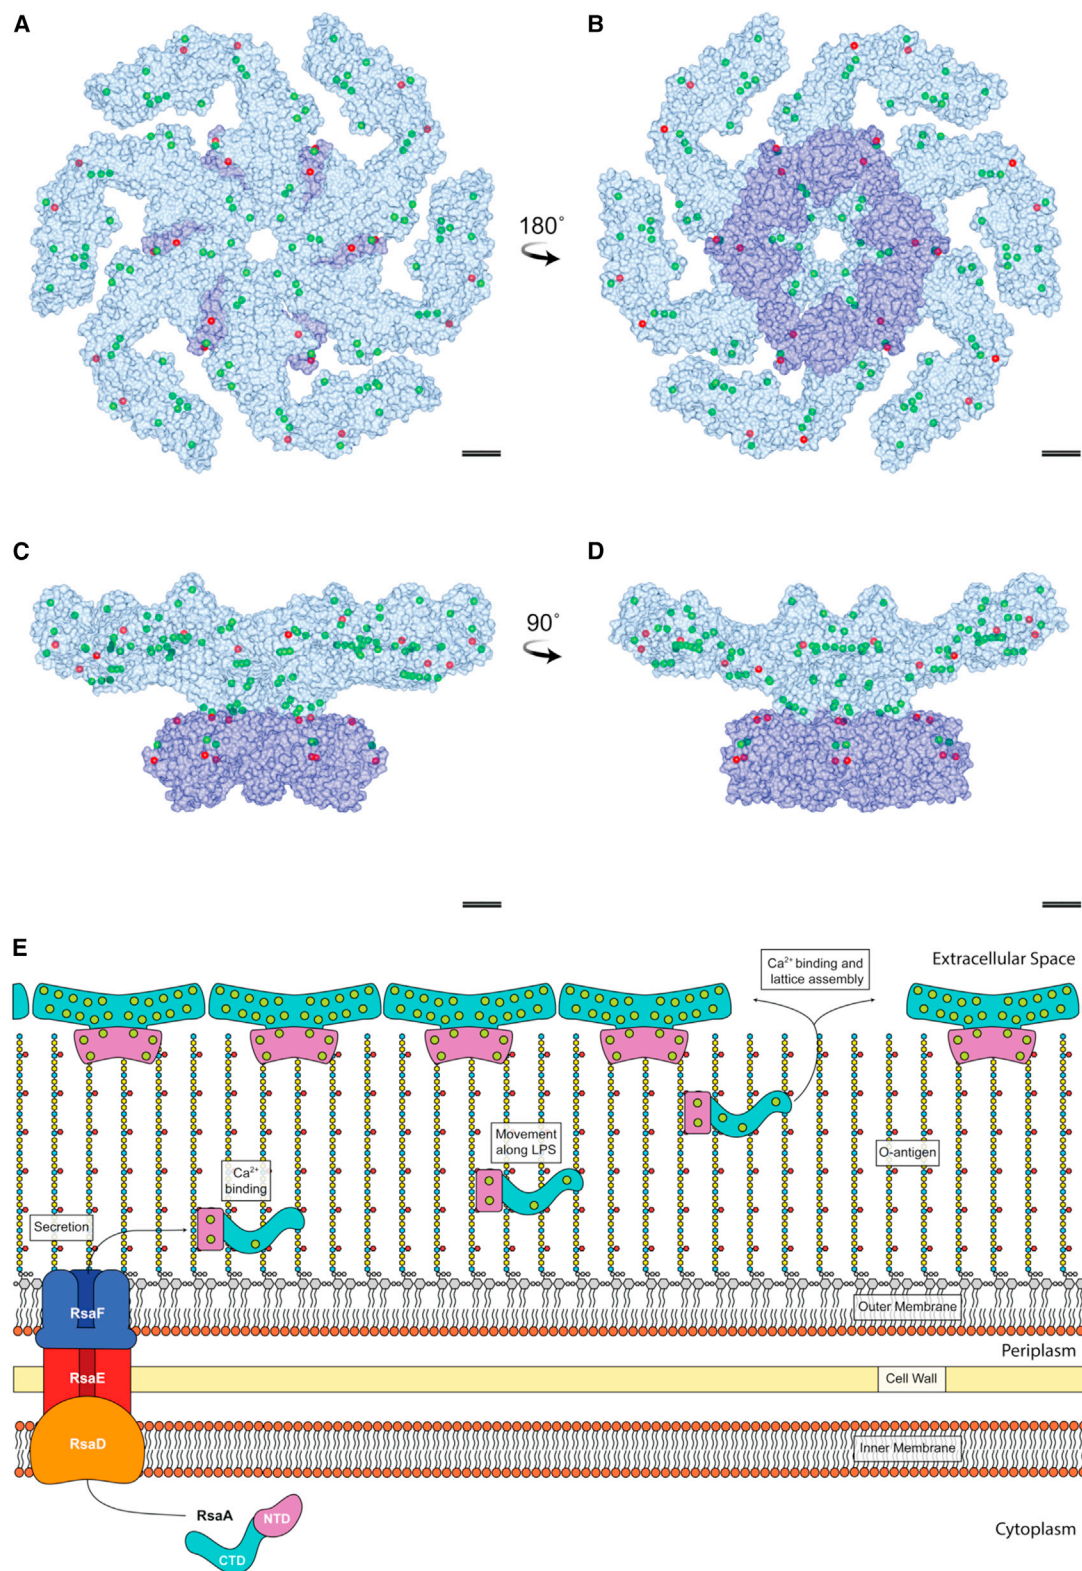 A
B
180°
C
D
90°
E
Ca²⁺ binding and
lattice assembly
Extracellular Space
Movement
along LPS
O-antigen
Ca²⁺
binding
Secretion
RsaF
Outer Membrane
Periplasm
RsaE
Cell Wall
RsaD
Inner Membrane
RsaA
NTD
CTD
Cytoplasm